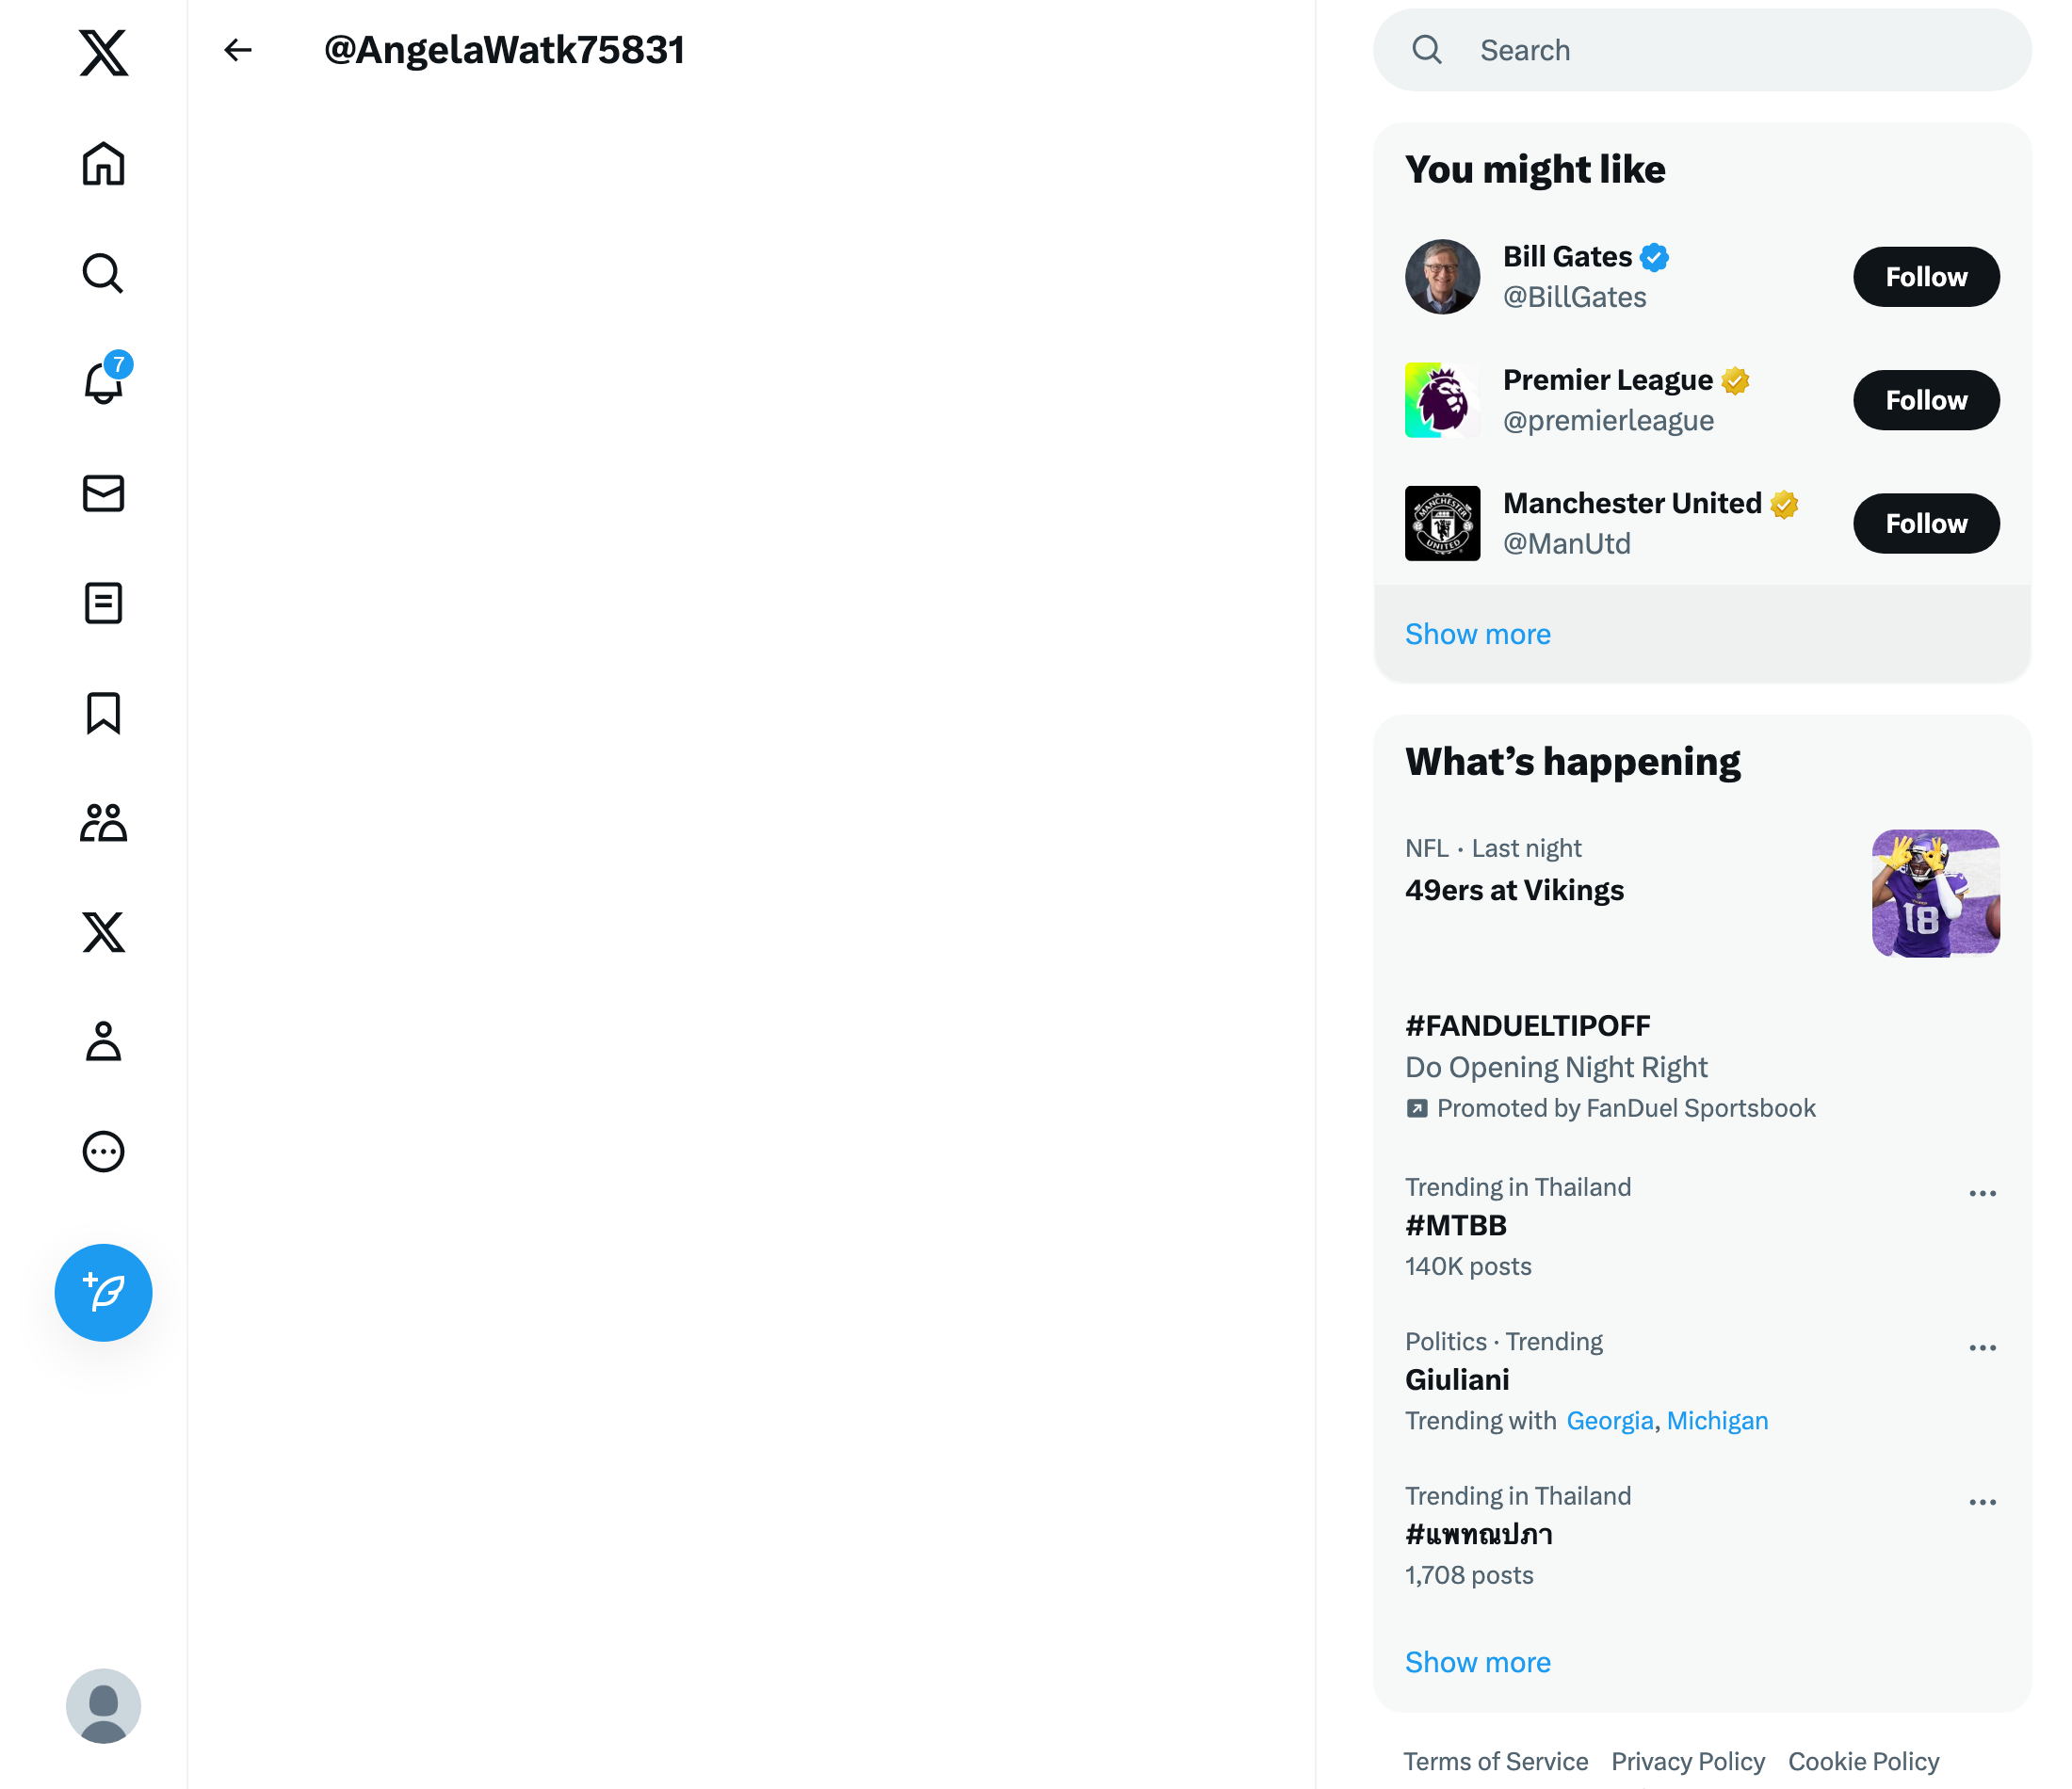 @AngelaWatk75831
7
Search
You might like
Bill Gates
@BillGates
Follow
Premier League
@premierleague
Follow
MANCHESTER
UNITED
Manchester United
@ManUtd
Follow
Show more
What’s happening
NFL · Last night
49ers at Vikings
18
#FANDUELTIPOFF
Do Opening Night Right
Promoted by FanDuel Sportsbook
Trending in Thailand
#MTBB
140K posts
Politics · Trending
Giuliani
Trending with Georgia, Michigan
Trending in Thailand
#แพทณปภา
1,708 posts
Show more
Terms of Service Privacy Policy Cookie Policy